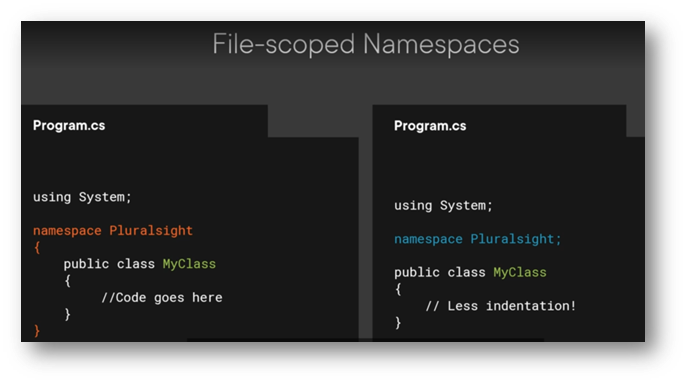 File-scoped Namespaces
Program.cs
using System;
namespace Pluralsight
{
public class MyClass
{
//Code goes here
}
}
Program.cs
using System;
namespace Pluralsight;
public class MyClass
{
// Less indentation!
}